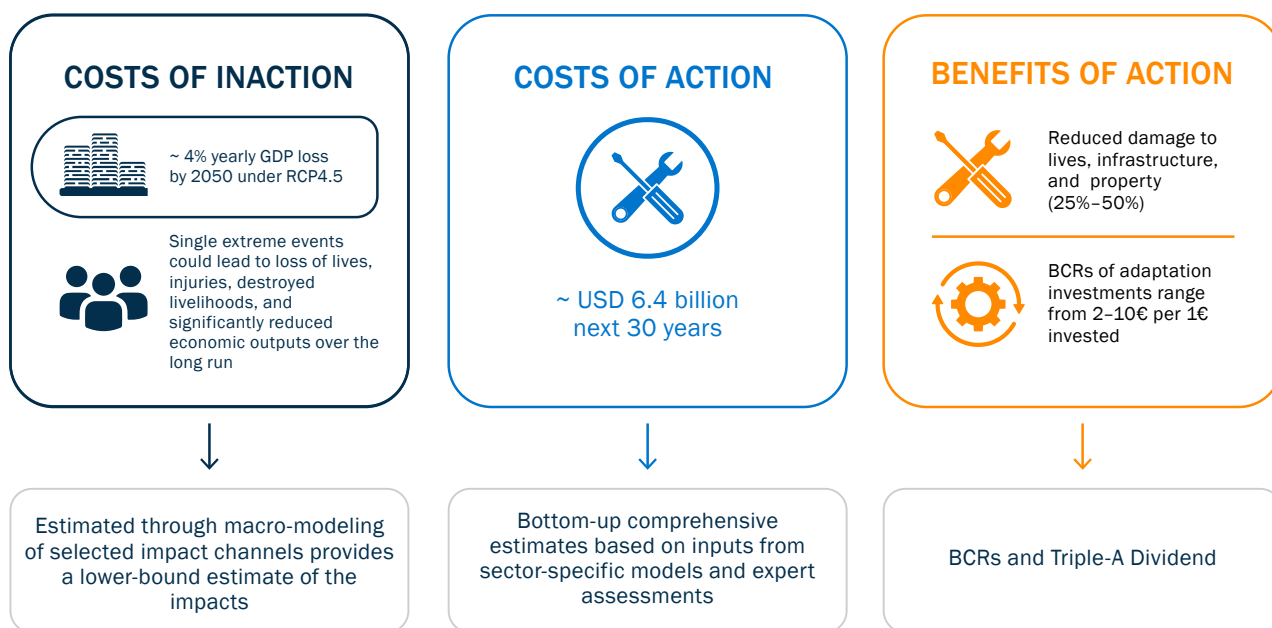 COSTS OF INACTION
~ 4% yearly GDP loss
by 2050 under RCP4.5
Single extreme events
could lead to loss of lives,
injuries, destroyed
livelihoods, and
significantly reduced
economic outputs over the
long run
Estimated through macro-modeling
of selected impact channels provides
a lower-bound estimate of the
impacts
COSTS OF ACTION
~ USD 6.4 billion
next 30 years
Bottom-up comprehensive
estimates based on inputs from
sector-specific models and expert
assessments
BENEFITS OF ACTION
Reduced damage to
lives, infrastructure,
and property
(25%–50%)
BCRs of adaptation
investments range
from 2–10€ per 1€
invested
BCRs and Triple-A Dividend